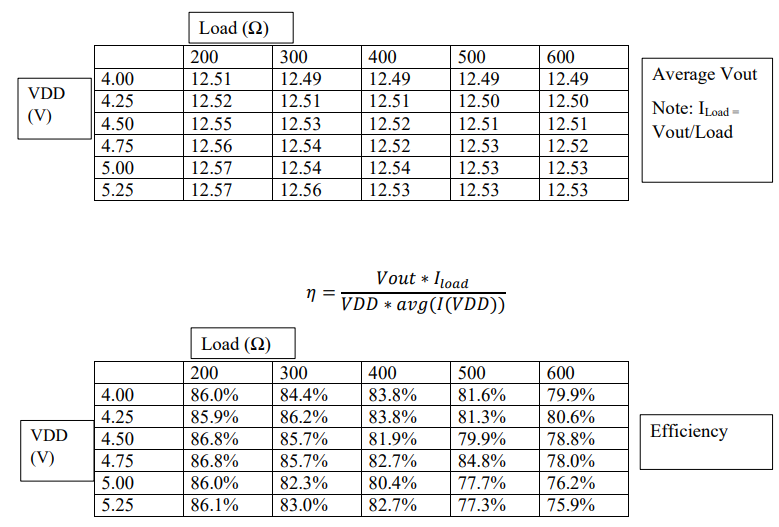 Load (Ω)
200 300 400 500 600
4.00 12.51 12.49 12.49 12.49 12.49
4.25 12.52 12.51 12.51 12.50 12.50
4.50 12.55 12.53 12.52 12.51 12.51
4.75 12.56 12.54 12.52 12.53 12.52
5.00 12.57 12.54 12.54 12.53 12.53
5.25 12.57 12.56 12.53 12.53 12.53
VDD
(V)
Average Vout
Note: ILoad =
Vout/Load
η = Vout ∗ Iload / VDD ∗ avg(I(VDD))
Load (Ω)
200 300 400 500 600
4.00 86.0% 84.4% 83.8% 81.6% 79.9%
4.25 85.9% 86.2% 83.8% 81.3% 80.6%
4.50 86.8% 85.7% 81.9% 79.9% 78.8%
4.75 86.8% 85.7% 82.7% 84.8% 78.0%
5.00 86.0% 82.3% 80.4% 77.7% 76.2%
5.25 86.1% 83.0% 82.7% 77.3% 75.9%
VDD
(V)
Efficiency